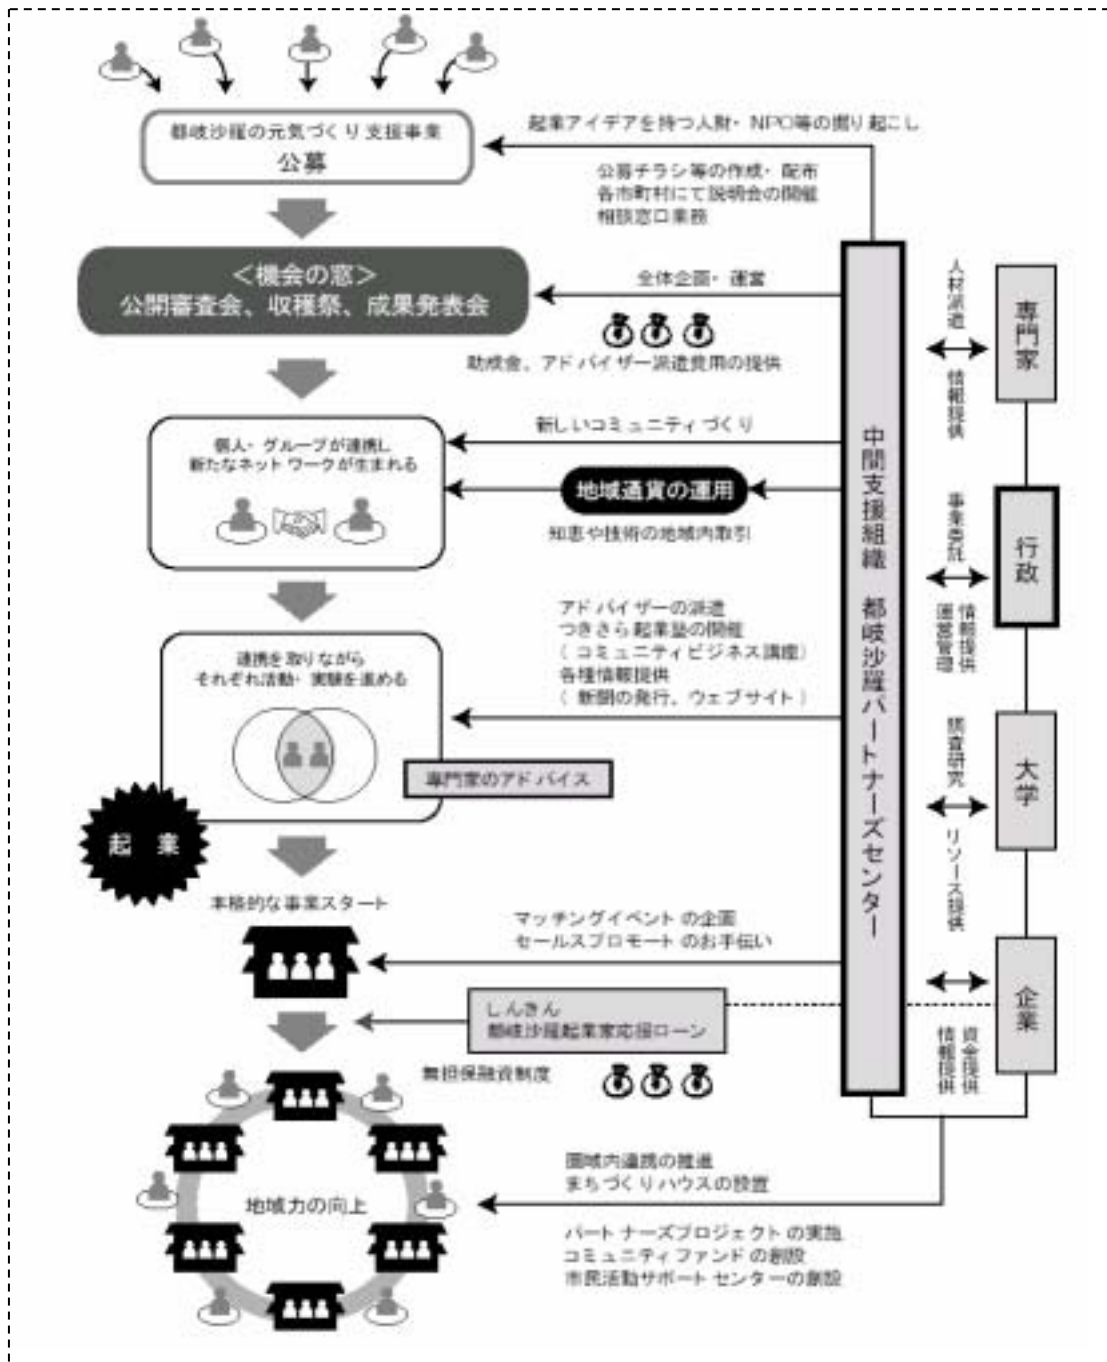 都岐沙羅の元気づくり支援事業
公募
起業アイデアを持つ人財・NPO等の掘り起こし
公募チラシ等の作成・配布
各市町村にて説明会の開催
相談窓口業務
＜機会の窓＞
公開審査会、収穫祭、成果発表会
全体企画・運営
助成金、アドバイザー派遣費用の提供
個人・グループが連携し
新たなネットワークが生まれる
新しいコミュニティづくり
地域通貨の運用
知恵や技術の地域内取引
連携を取りながら
それぞれ活動・実験を進める
アドバイザーの派遣
つきさら起業塾の開催
（コミュニティビジネス講座）
各種情報提供
（新聞の発行、ウェブサイト）
専門家のアドバイス
起業
本格的な事業スタート
マッチングイベントの企画
セールスプロモートのお手伝い
しんきん
都岐沙羅起業家応援ローン
無担保融資制度
地域力の向上
圏域内連携の推進
まちづくりハウスの設置
パートナーズプロジェクトの実施
コミュニティファンドの創設
市民活動サポートセンターの創設
中間支援組織 都岐沙羅パートナーズセンター
人材派遣
情報提供
専門家
事業委託
情報提供
運営管理
行政
調査研究
リソース提供
大学
資金提供
情報提供
企業